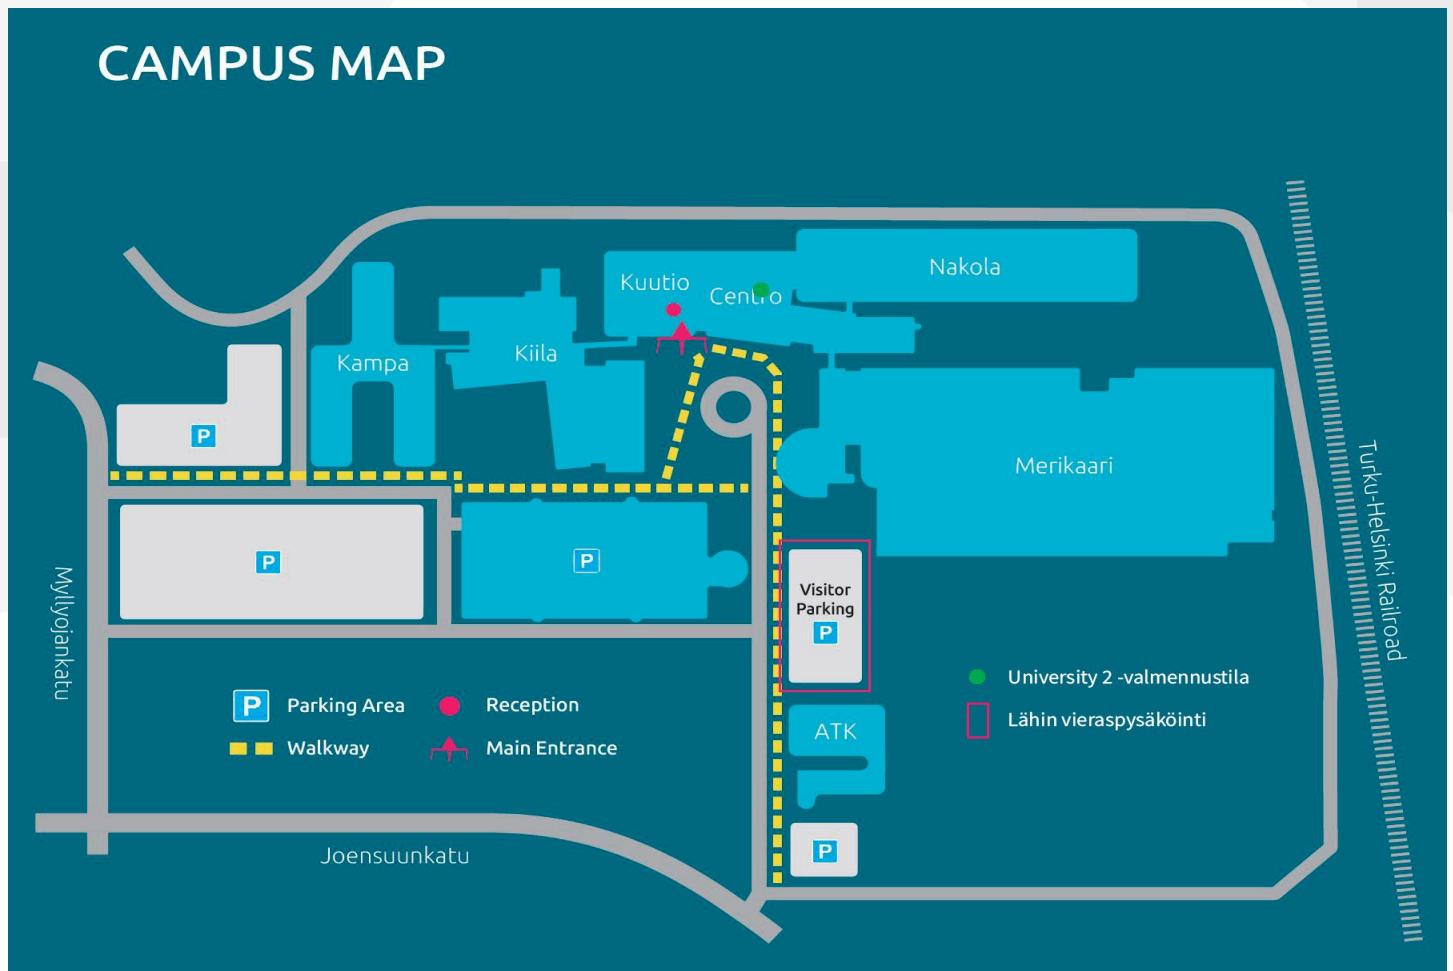 CAMPUS MAP
Nakola
Kuutio
Centro
Kiila
Kampa
P
Merikaari
Turku-Helsinki Railroad
P
P
Visitor
Parking
P
Myllyojankatu
University 2 -valmennustila
P Parking Area
Reception
Lähin vieraspysäköinti
ATK
Walkway
Main Entrance
P
Joensuunkatu